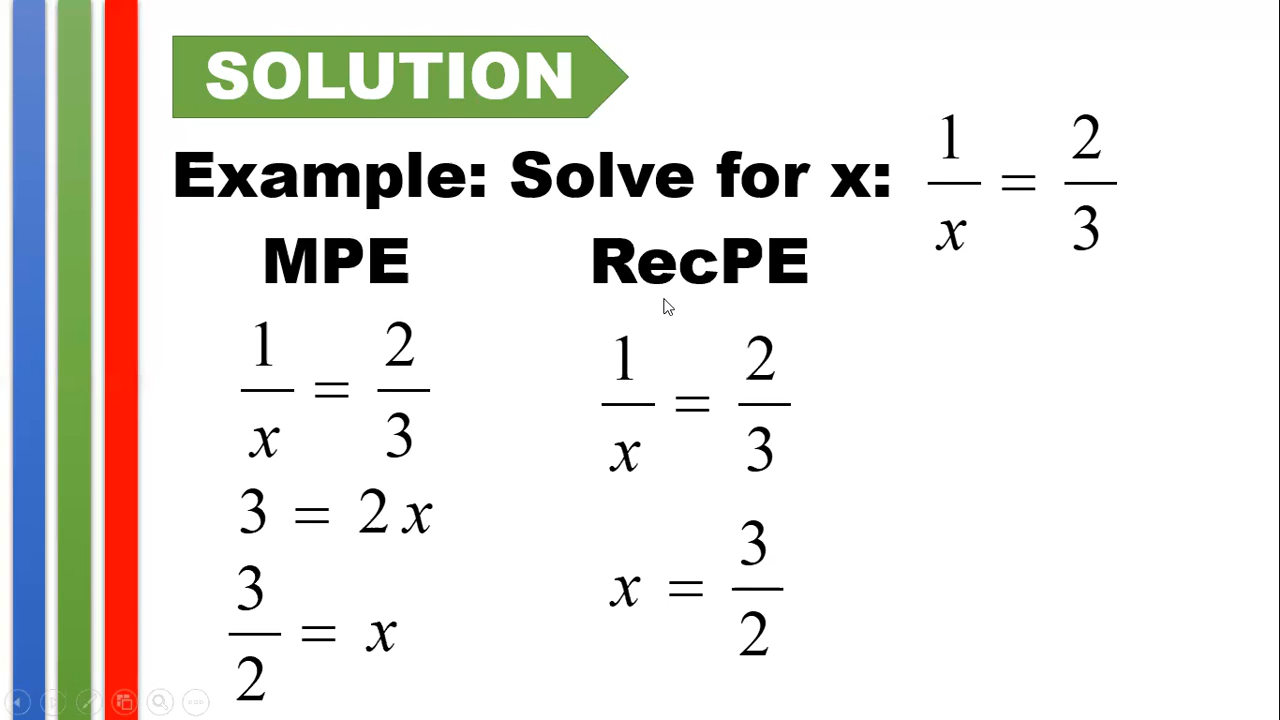 SOLUTION
Example: Solve for x: 1/x = 2/3
MPE
1/x = 2/3
3 = 2x
3/2 = x
RecPE
1/x = 2/3
x = 3/2